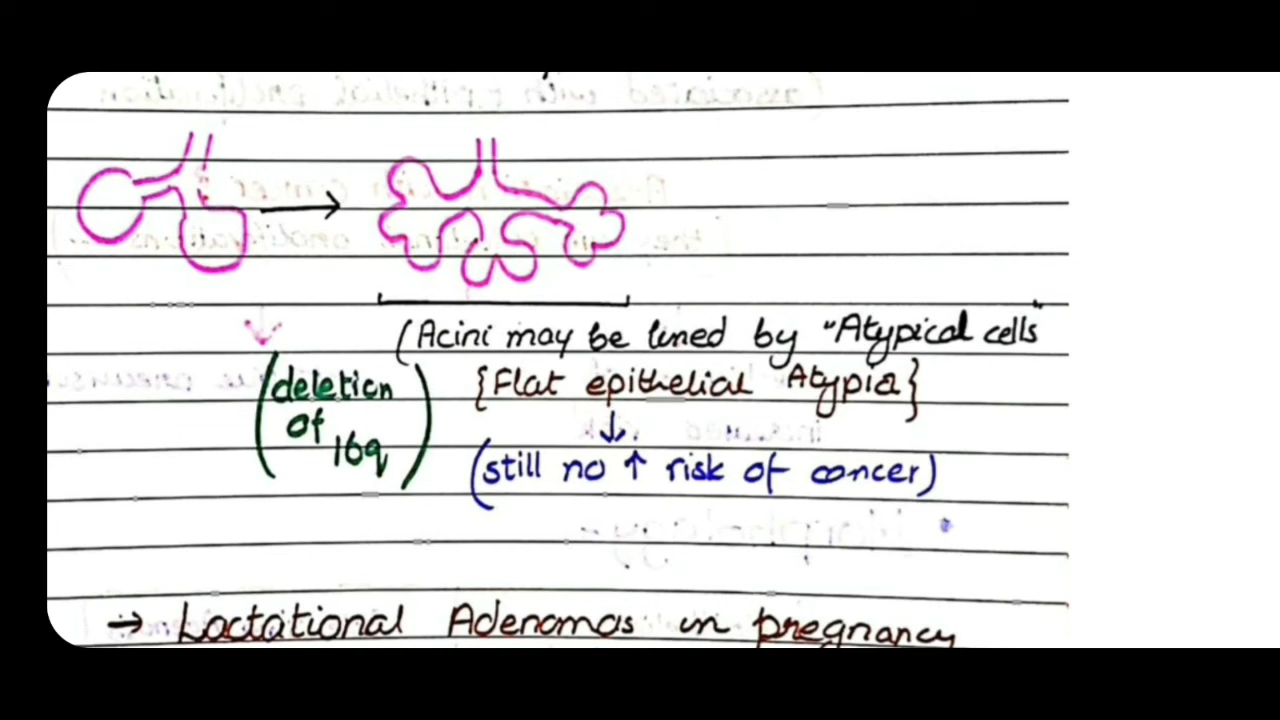 (Acini may be lined by "Atypical cells"
(deletion of 16q)
{Flat epithelial Atypia}
↓
(still no ↑ risk of cancer)
→ Lactational Adenomas in pregnancy